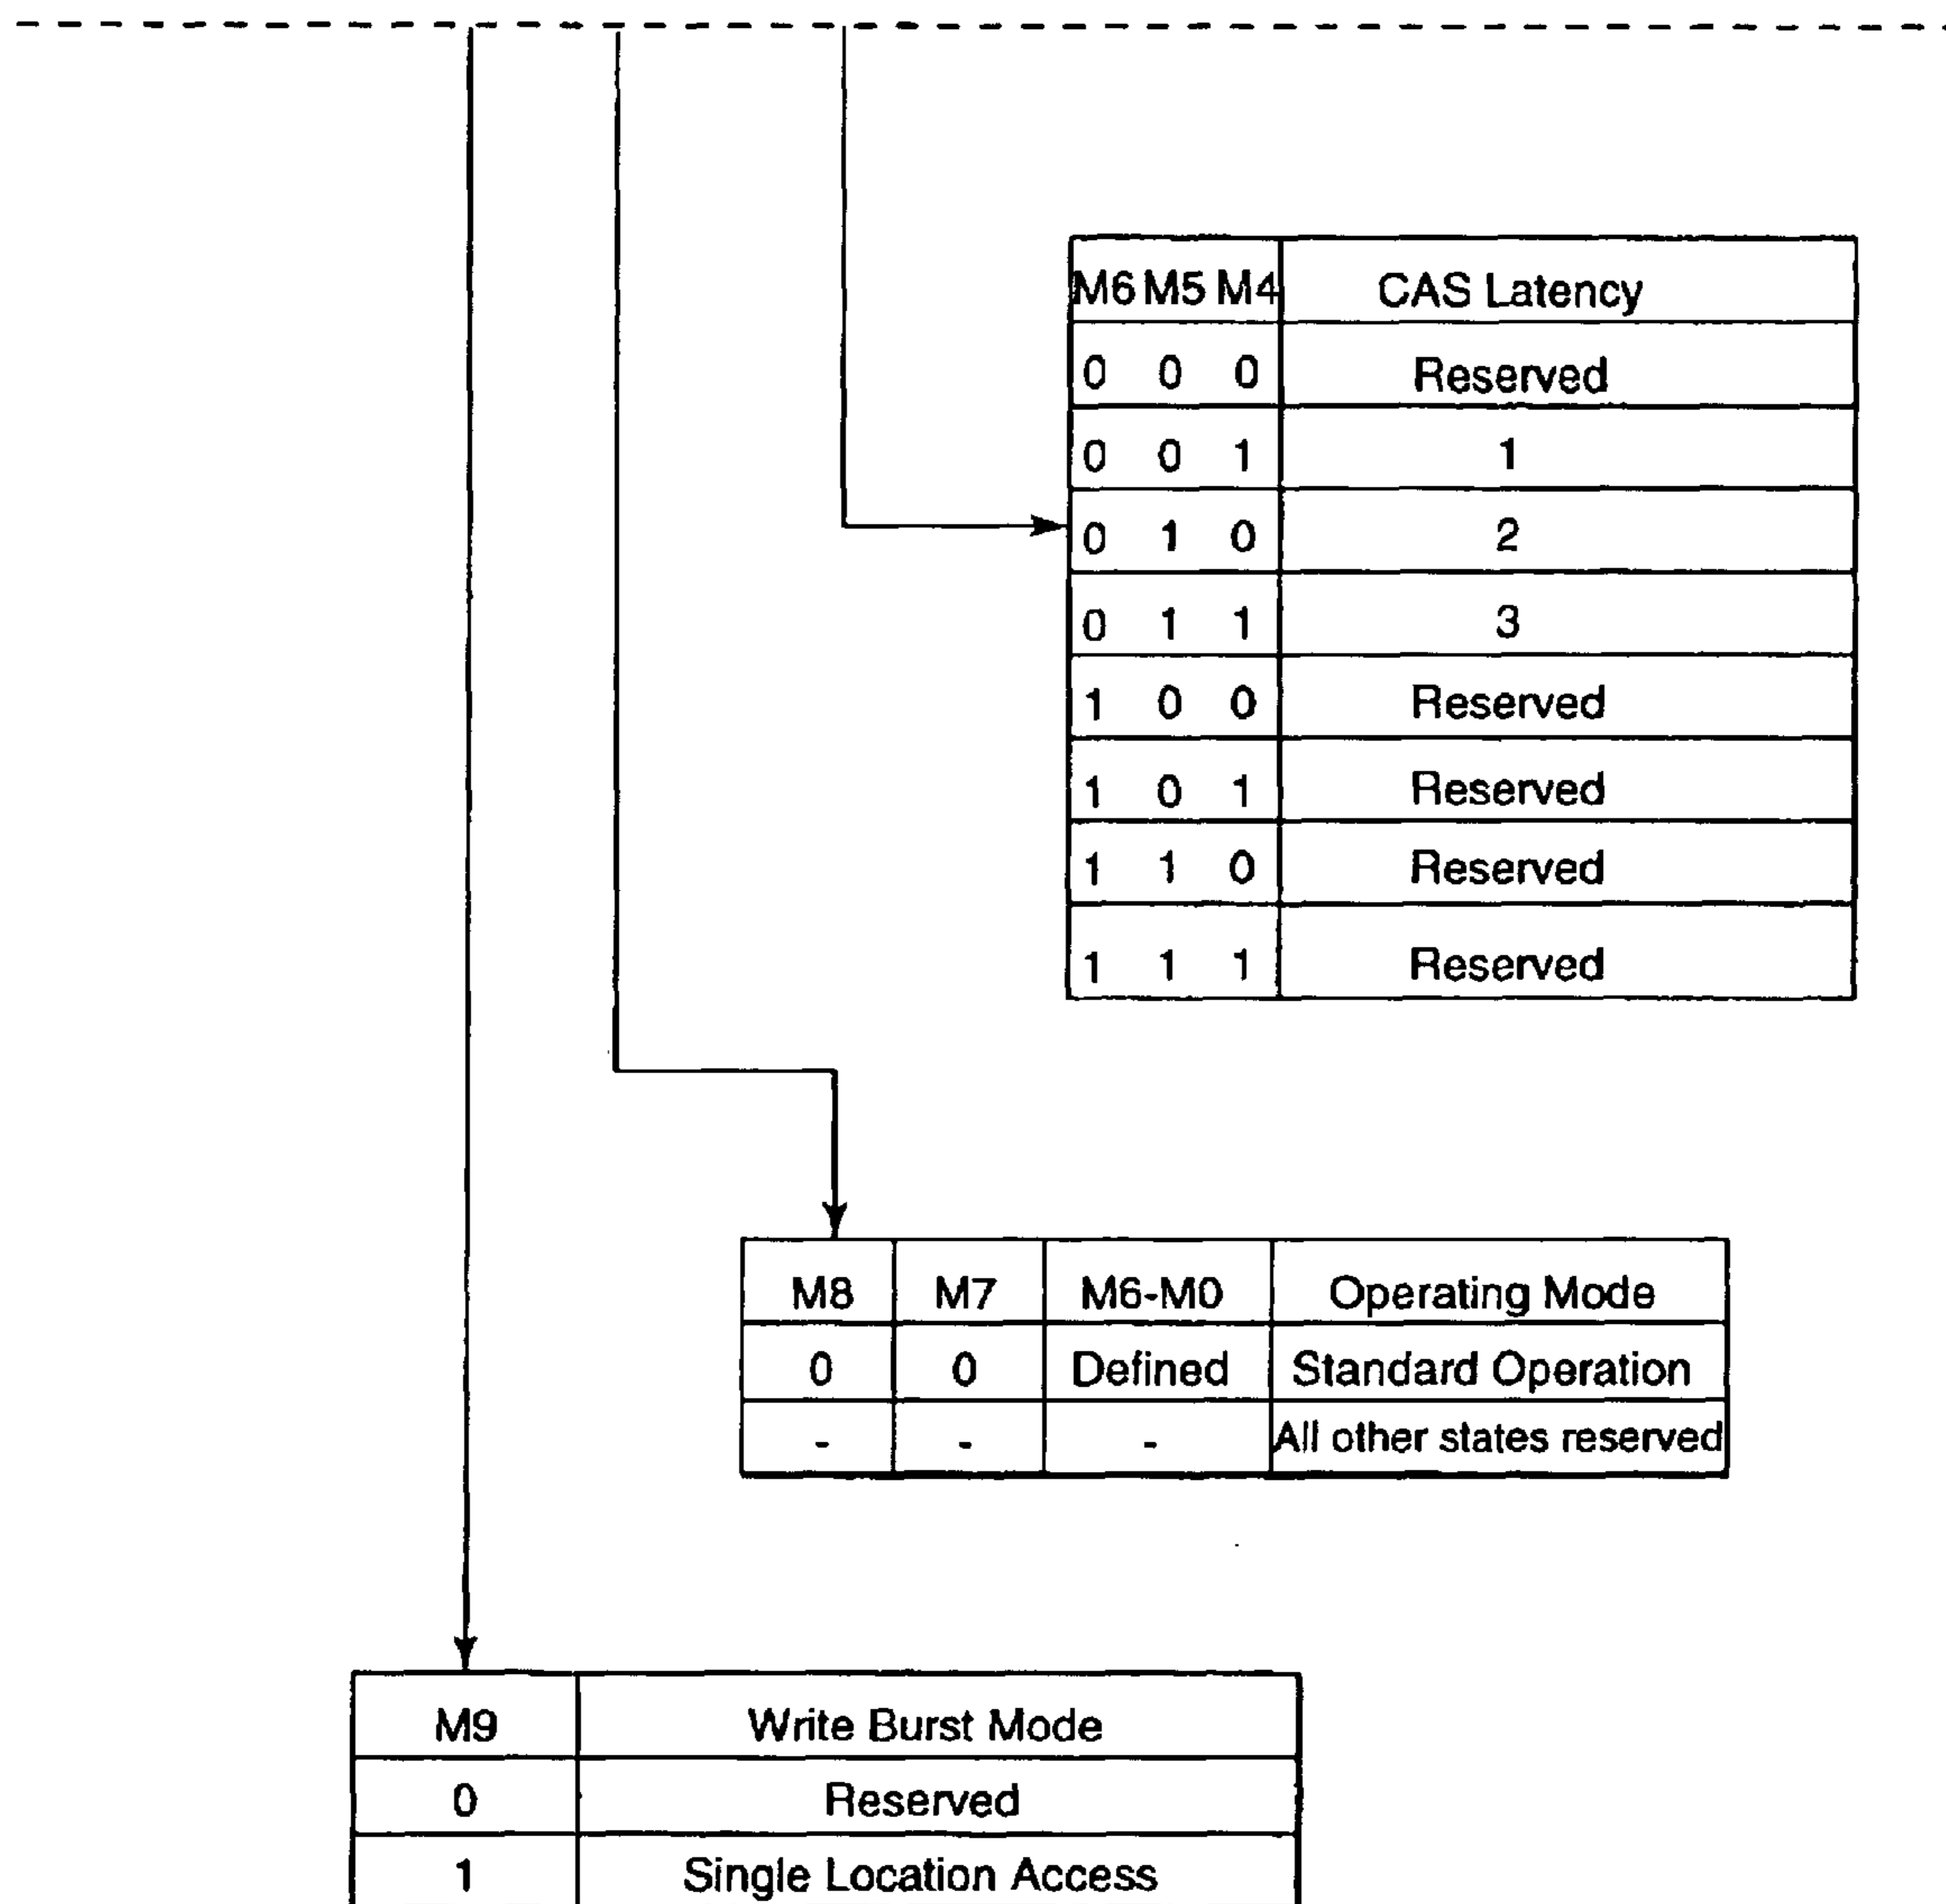 M6 M5 M4 CAS Latency
0 0 0 Reserved
0 0 1 1
0 1 0 2
0 1 1 3
1 0 0 Reserved
1 0 1 Reserved
1 1 0 Reserved
1 1 1 Reserved
M8 M7 M6-M0 Operating Mode
0 0 Defined Standard Operation
- - - All other states reserved
M9 Write Burst Mode
0 Reserved
1 Single Location Access